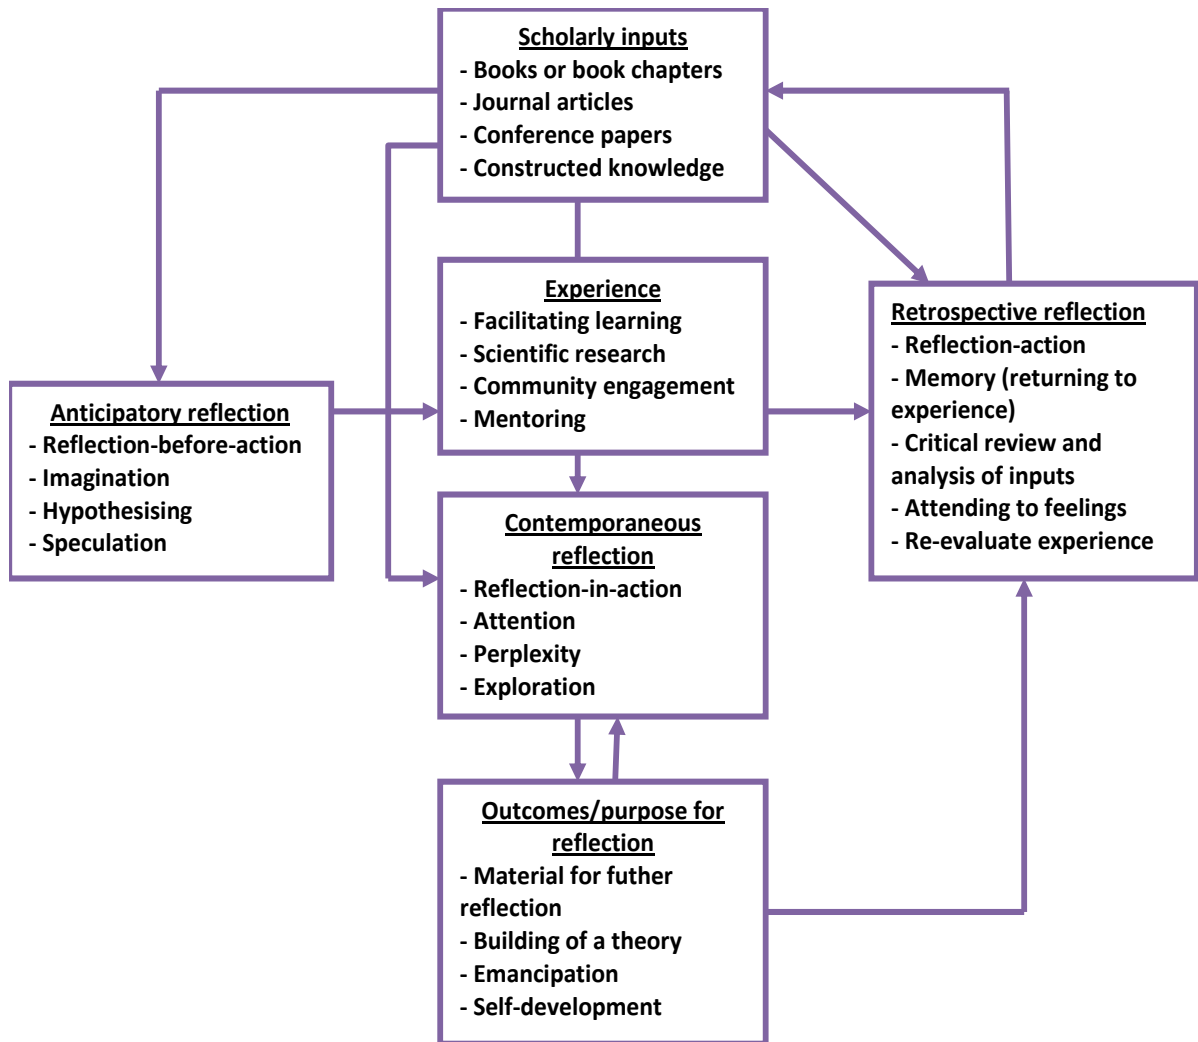 Scholarly inputs
- Books or book chapters
- Journal articles
- Conference papers
- Constructed knowledge
Experience
- Facilitating learning
- Scientific research
- Community engagement
- Mentoring
Retrospective reflection
- Reflection-action
- Memory (returning to
experience)
- Critical review and
analysis of inputs
- Attending to feelings
- Re-evaluate experience
Anticipatory reflection
- Reflection-before-action
- Imagination
- Hypothesising
- Speculation
Contemporaneous
reflection
- Reflection-in-action
- Attention
- Perplexity
- Exploration
Outcomes/purpose for
reflection
- Material for futher
reflection
- Building of a theory
- Emancipation
- Self-development